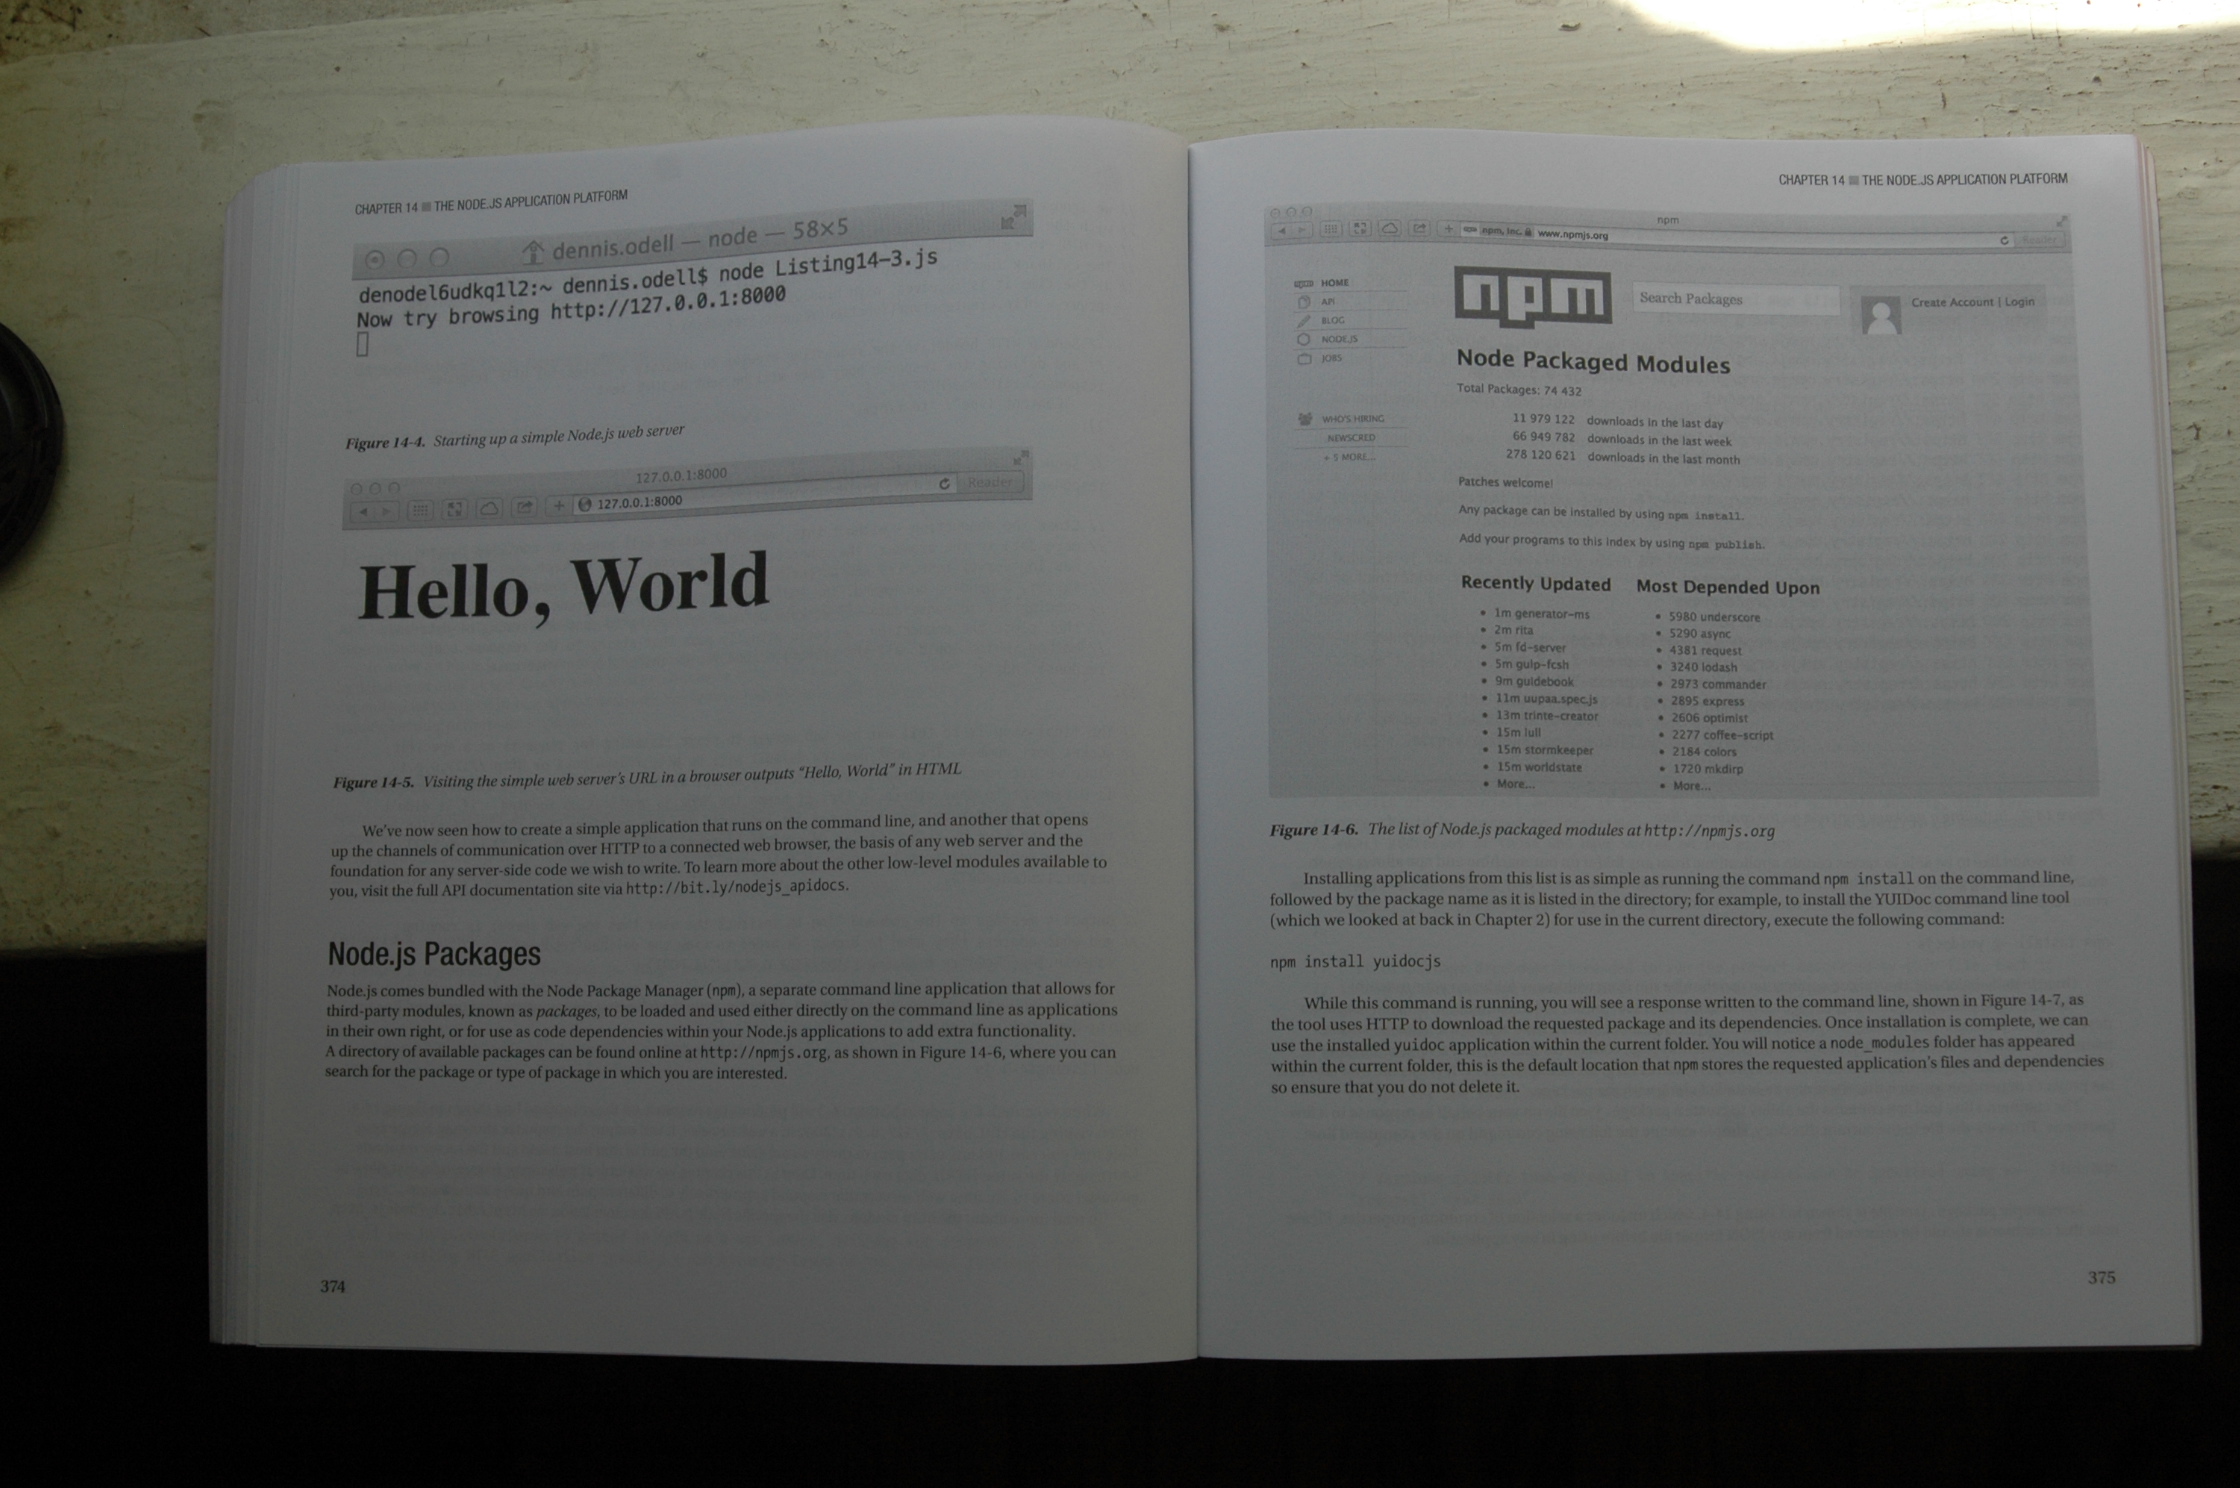 CHAPTER 14 ■ THE NODE.JS APPLICATION PLATFORM
dennis.odell — node — 58×5
denodel6udkq1l2:~ dennis.odell$ node Listing14-3.js
Now try browsing http://127.0.0.1:8000
Figure 14-4. Starting up a simple Node.js web server
127.0.0.1:8000
127.0.0.1:8000
Reader
Hello, World
Figure 14-5. Visiting the simple web server's URL in a browser outputs “Hello, World” in HTML
We've now seen how to create a simple application that runs on the command line, and another that opens
up the channels of communication over HTTP to a connected web browser, the basis of any web server and the
foundation for any server-side code we wish to write. To learn more about the other low-level modules available to
you, visit the full API documentation site via http://bit.ly/nodejs_apidocs.
Node.js Packages
Node.js comes bundled with the Node Package Manager (npm), a separate command line application that allows for
third-party modules, known as packages, to be loaded and used either directly on the command line as applications
in their own right, or for use as code dependencies within your Node.js applications to add extra functionality.
A directory of available packages can be found online at http://npmjs.org, as shown in Figure 14-6, where you can
search for the package or type of package in which you are interested.
374
CHAPTER 14 ■ THE NODE.JS APPLICATION PLATFORM
npm
npm, Inc. www.npmjs.org
Reader
HOME
API
BLOG
NODE.JS
JOBS
WHO'S HIRING
NEWSCRED
+ 5 MORE...
npm
Search Packages
Create Account | Login
Node Packaged Modules
Total Packages: 74 432
11 979 122 downloads in the last day
66 949 782 downloads in the last week
278 120 621 downloads in the last month
Patches welcome!
Any package can be installed by using npm install.
Add your programs to this index by using npm publish.
Recently Updated
• 1m generator-ms
• 2m rita
• 5m fd-server
• 5m gulp-fcsh
• 9m guidebook
• 11m uupaa.spec.js
• 13m trinte-creator
• 15m lull
• 15m stormkeeper
• 15m worldstate
• More...
Most Depended Upon
• 5980 underscore
• 5290 async
• 4381 request
• 3240 lodash
• 2973 commander
• 2895 express
• 2606 optimist
• 2277 coffee-script
• 2184 colors
• 1720 mkdirp
• More...
Figure 14-6. The list of Node.js packaged modules at http://npmjs.org
Installing applications from this list is as simple as running the command npm install on the command line,
followed by the package name as it is listed in the directory; for example, to install the YUIDoc command line tool
(which we looked at back in Chapter 2) for use in the current directory, execute the following command:
npm install yuidocjs
While this command is running, you will see a response written to the command line, shown in Figure 14-7, as
the tool uses HTTP to download the requested package and its dependencies. Once installation is complete, we can
use the installed yuidoc application within the current folder. You will notice a node_modules folder has appeared
within the current folder, this is the default location that npm stores the requested application's files and dependencies
so ensure that you do not delete it.
375